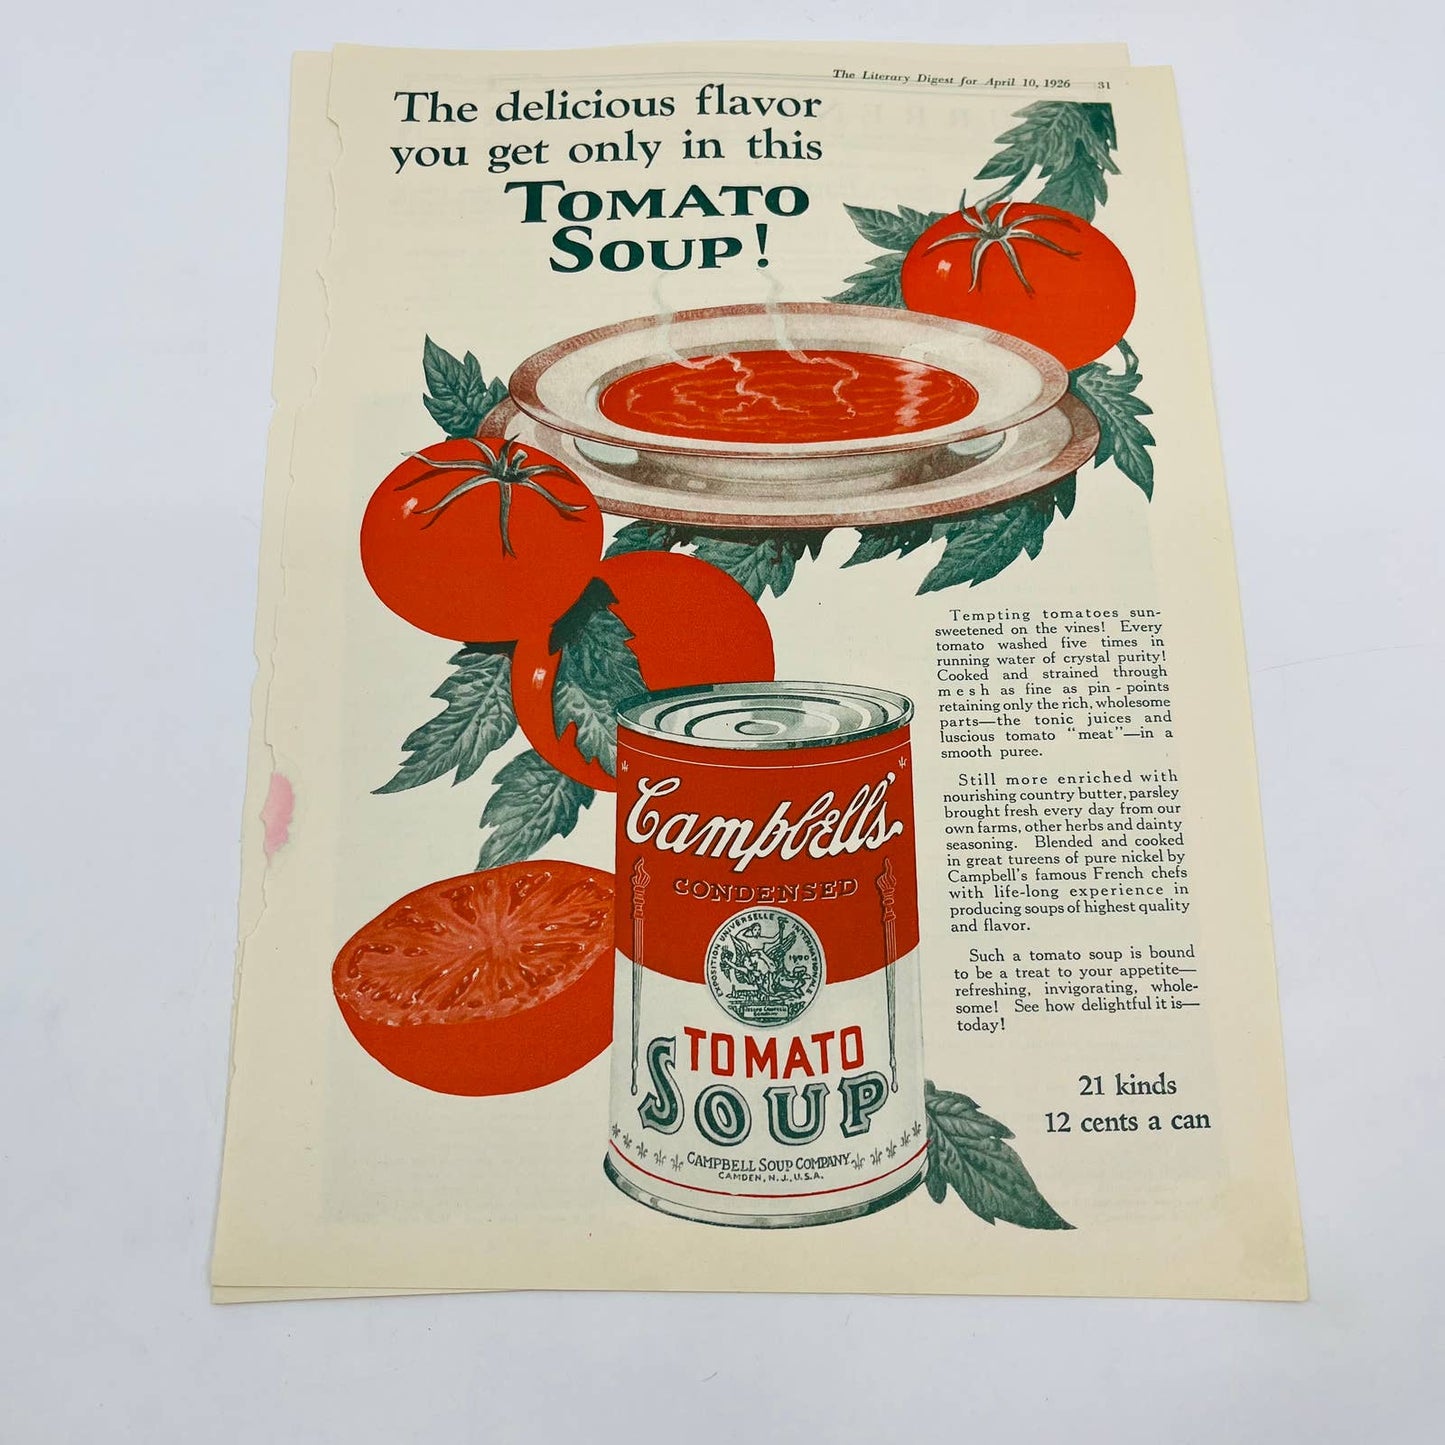 The Literary Digest for April 10, 1926 31
The delicious flavor
you get only in this
TOMATO
SOUP!
Tempting tomatoes sun-
sweetened on the vines! Every
tomato washed five times in
running water of crystal purity!
Cooked and strained through
mesh as fine as pin-points
retaining only the rich, wholesome
parts—the tonic juices and
luscious tomato "meat"—in a
smooth puree.
Still more enriched with
nourishing country butter, parsley
brought fresh every day from our
own farms, other herbs and dainty
seasoning. Blended and cooked
in great tureens of pure nickel by
Campbell's famous French chefs
with life-long experience in
producing soups of highest quality
and flavor.
Such a tomato soup is bound
to be a treat to your appetite—
refreshing, invigorating, whole-
some! See how delightful it is—
today!
21 kinds
12 cents a can
Campbell's
CONDENSED
EXPOSITION UNIVERSELLE INTERNATIONALE
1900
TOMATO
SOUP
CAMPBELL SOUP COMPANY
CAMDEN, N.J., U.S.A.